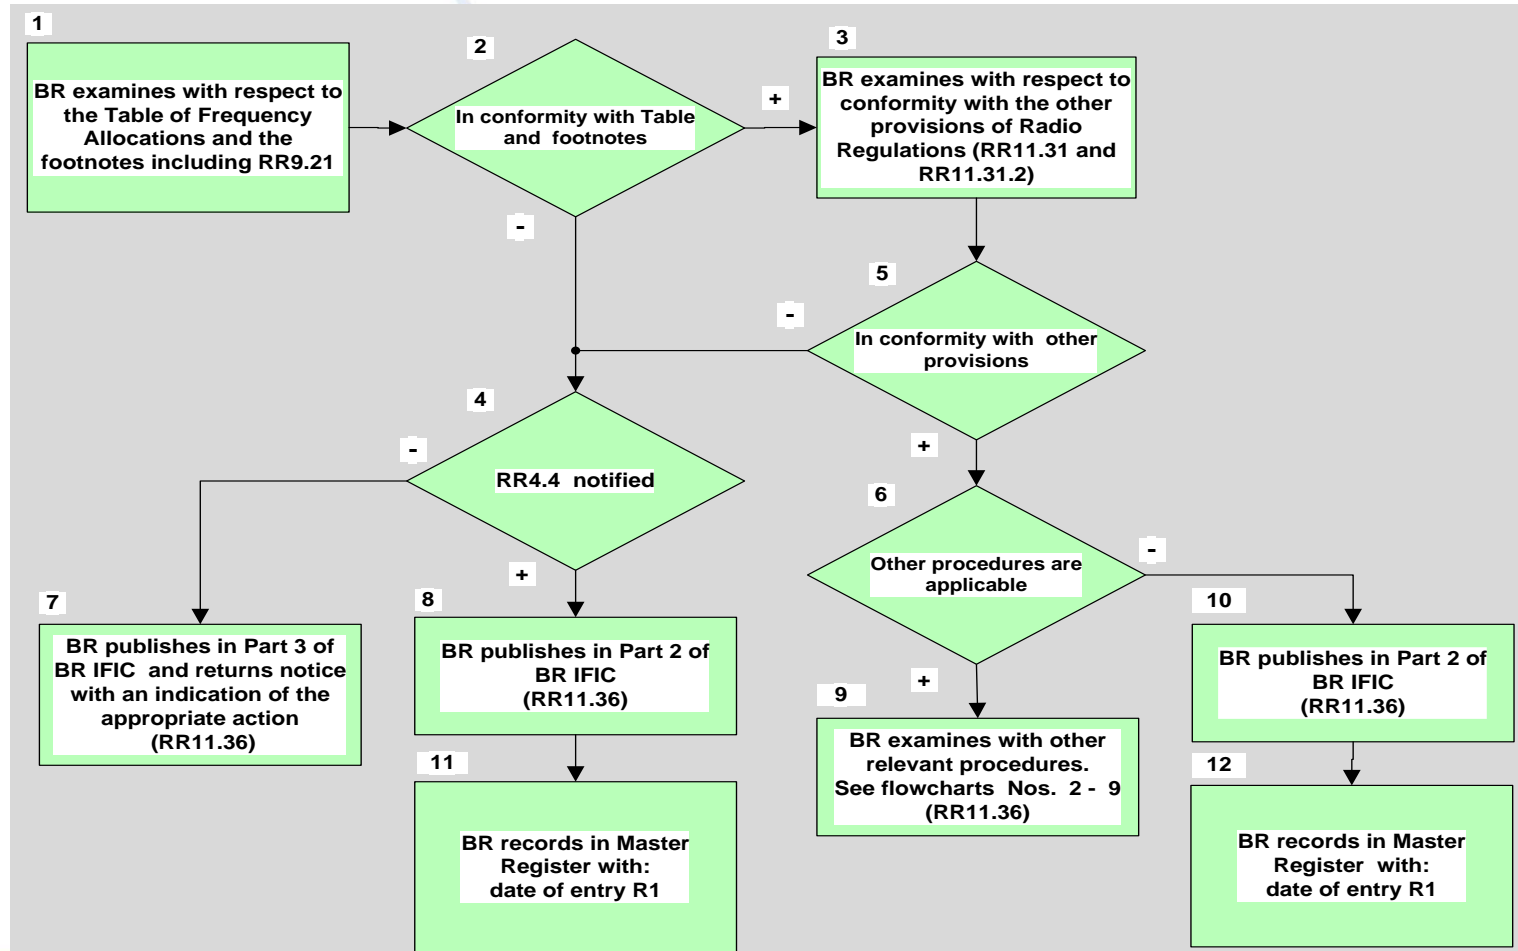 1
BR examines with respect to
the Table of Frequency
Allocations and the
footnotes including RR9.21
2
In conformity with Table
and footnotes
+
-
3
BR examines with respect to
conformity with the other
provisions of Radio
Regulations (RR11.31 and
RR11.31.2)
5
-
In conformity with other
provisions
+
4
-
RR4.4 notified
+
6
Other procedures are
applicable
-
+
7
BR publishes in Part 3 of
BR IFIC and returns notice
with an indication of the
appropriate action
(RR11.36)
8
BR publishes in Part 2 of
BR IFIC
(RR11.36)
9
BR examines with other
relevant procedures.
See flowcharts Nos. 2 - 9
(RR11.36)
10
BR publishes in Part 2 of
BR IFIC
(RR11.36)
11
BR records in Master
Register with:
date of entry R1
12
BR records in Master
Register with:
date of entry R1